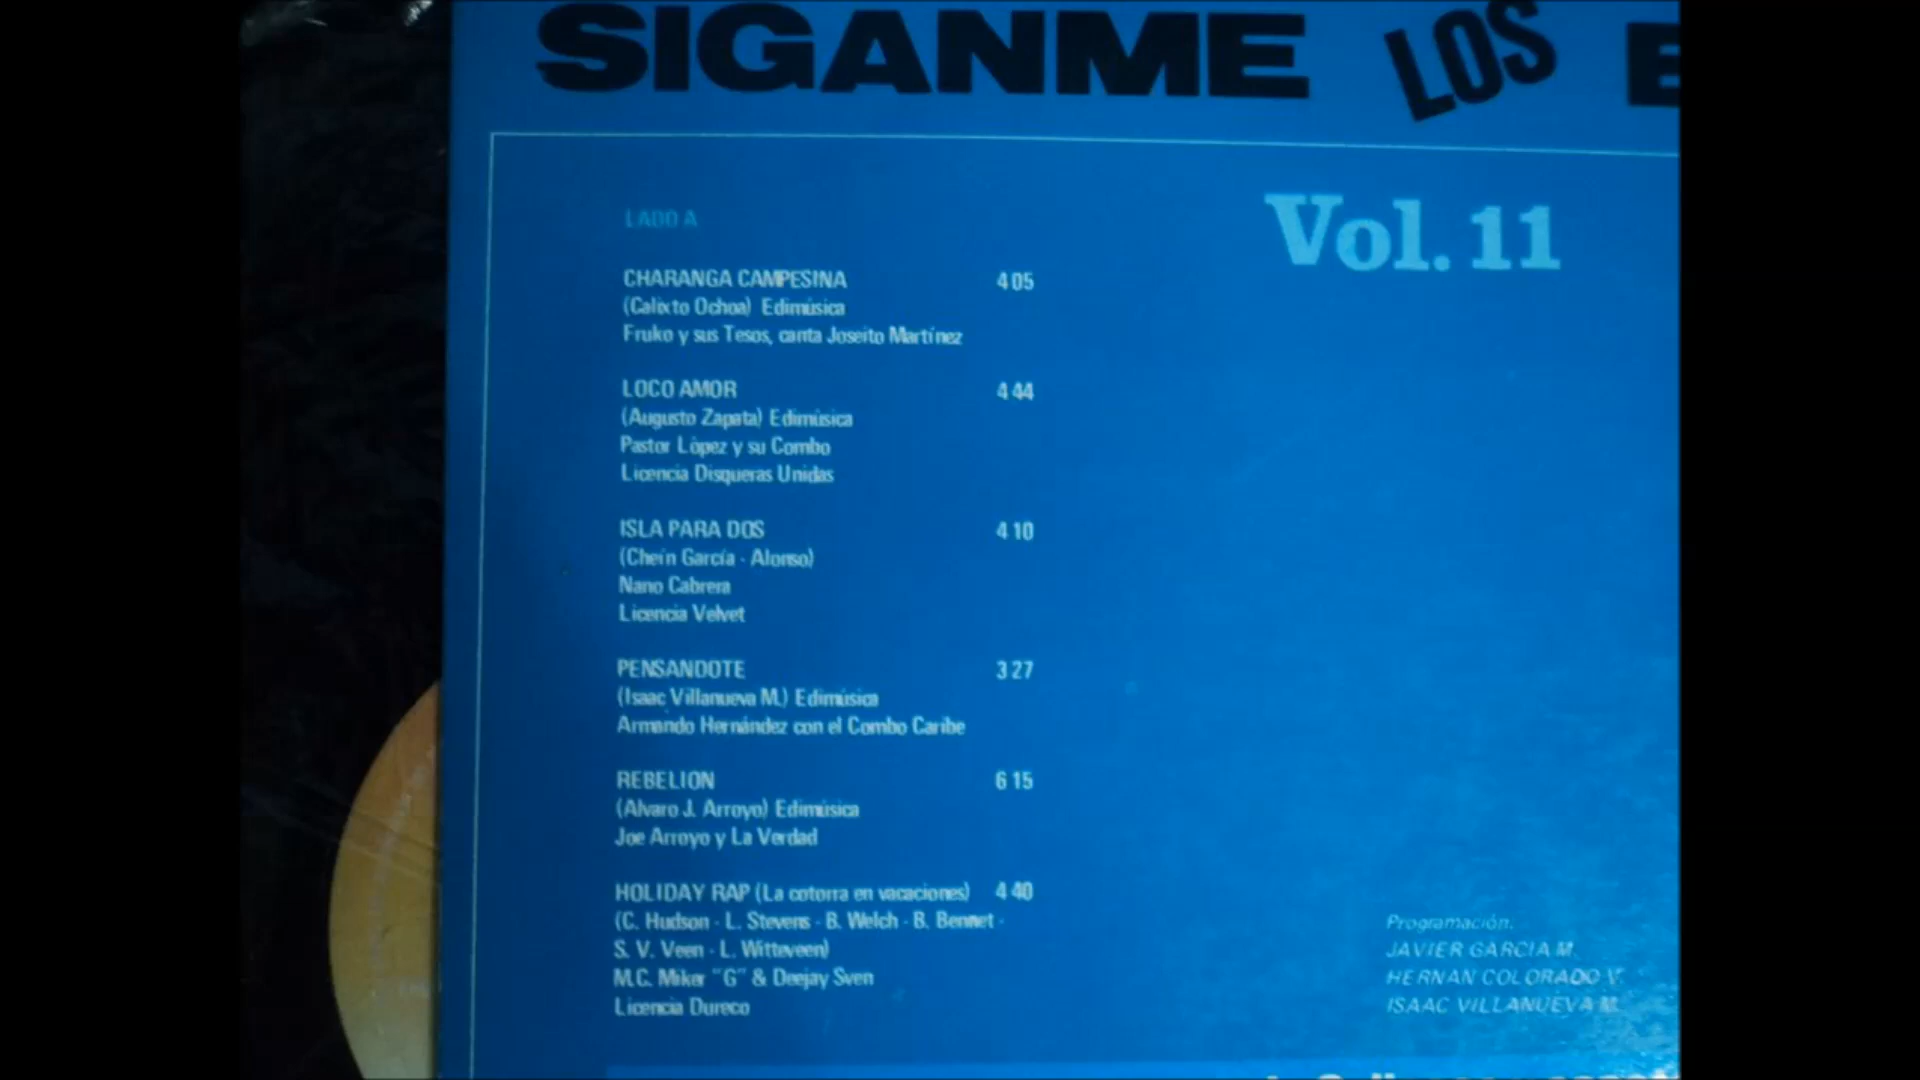 SIGANME LOS
Vol. 11
LADO A
CHARANGA CAMPESINA 4 05
(Calixto Ochoa) Edimúsica
Fruko y sus Tesos, canta Joseíto Martínez
LOCO AMOR 4 44
(Augusto Zapata) Edimúsica
Pastor López y su Combo
Licencia Disqueras Unidas
ISLA PARA DOS 4 10
(Cheín García - Alonso)
Nano Cabrera
Licencia Velvet
PENSANDOTE 3 27
(Isaac Villanueva M.) Edimúsica
Armando Hernández con el Combo Caribe
REBELION 6 15
(Alvaro J. Arroyo) Edimúsica
Joe Arroyo y La Verdad
HOLIDAY RAP (La cotorra en vacaciones) 4 40
(C. Hudson - L. Stevens - B. Welch - B. Bennet -
S. V. Veen - L. Witteveen)
M.C. Miker "G" & Deejay Sven
Licencia Dureco
Programación:
JAVIER GARCIA M.
HERNAN COLORADO V.
ISAAC VILLANUEVA M.